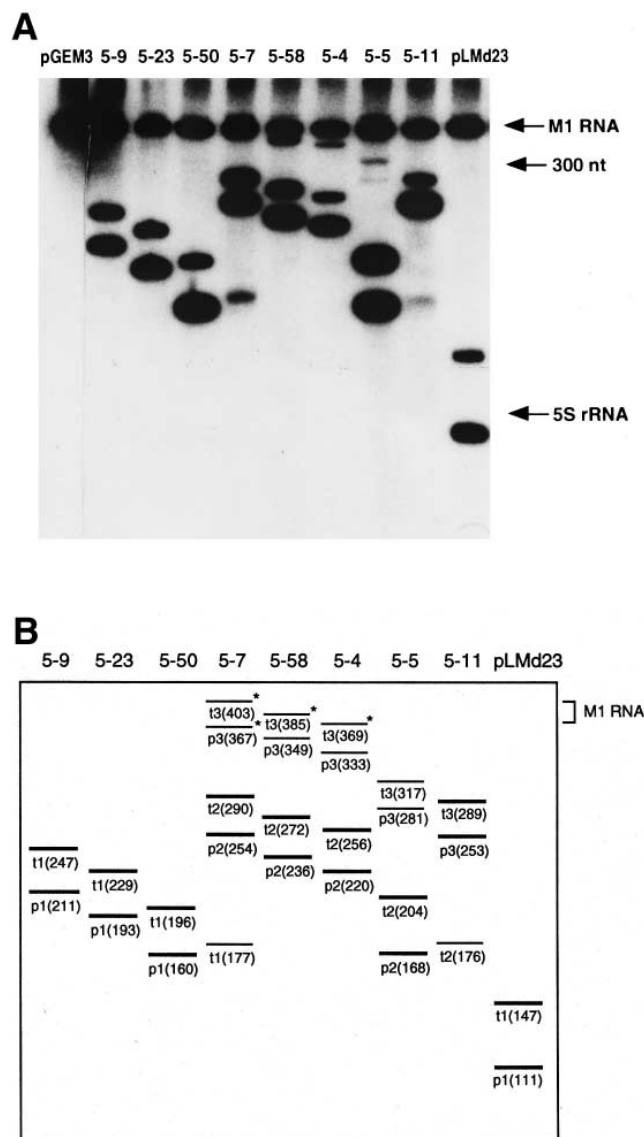 A
pGEM3 5-9 5-23 5-50 5-7 5-58 5-4 5-5 5-11 pLMd23
M1 RNA
300 nt
5S rRNA
B
5-9 5-23 5-50 5-7 5-58 5-4 5-5 5-11 pLMd23
t3(403)* t3(385)* t3(369)* M1 RNA
p3(367)* p3(349) p3(333)
t3(317)
t2(290) p3(281) t3(289)
t2(272) t2(256)
t1(247) p2(254) p3(253)
t1(229) p2(236) p2(220)
p1(211) t1(196) t2(204)
p1(193)
p1(160) t1(177) p2(168) t2(176)
t1(147)
p1(111)